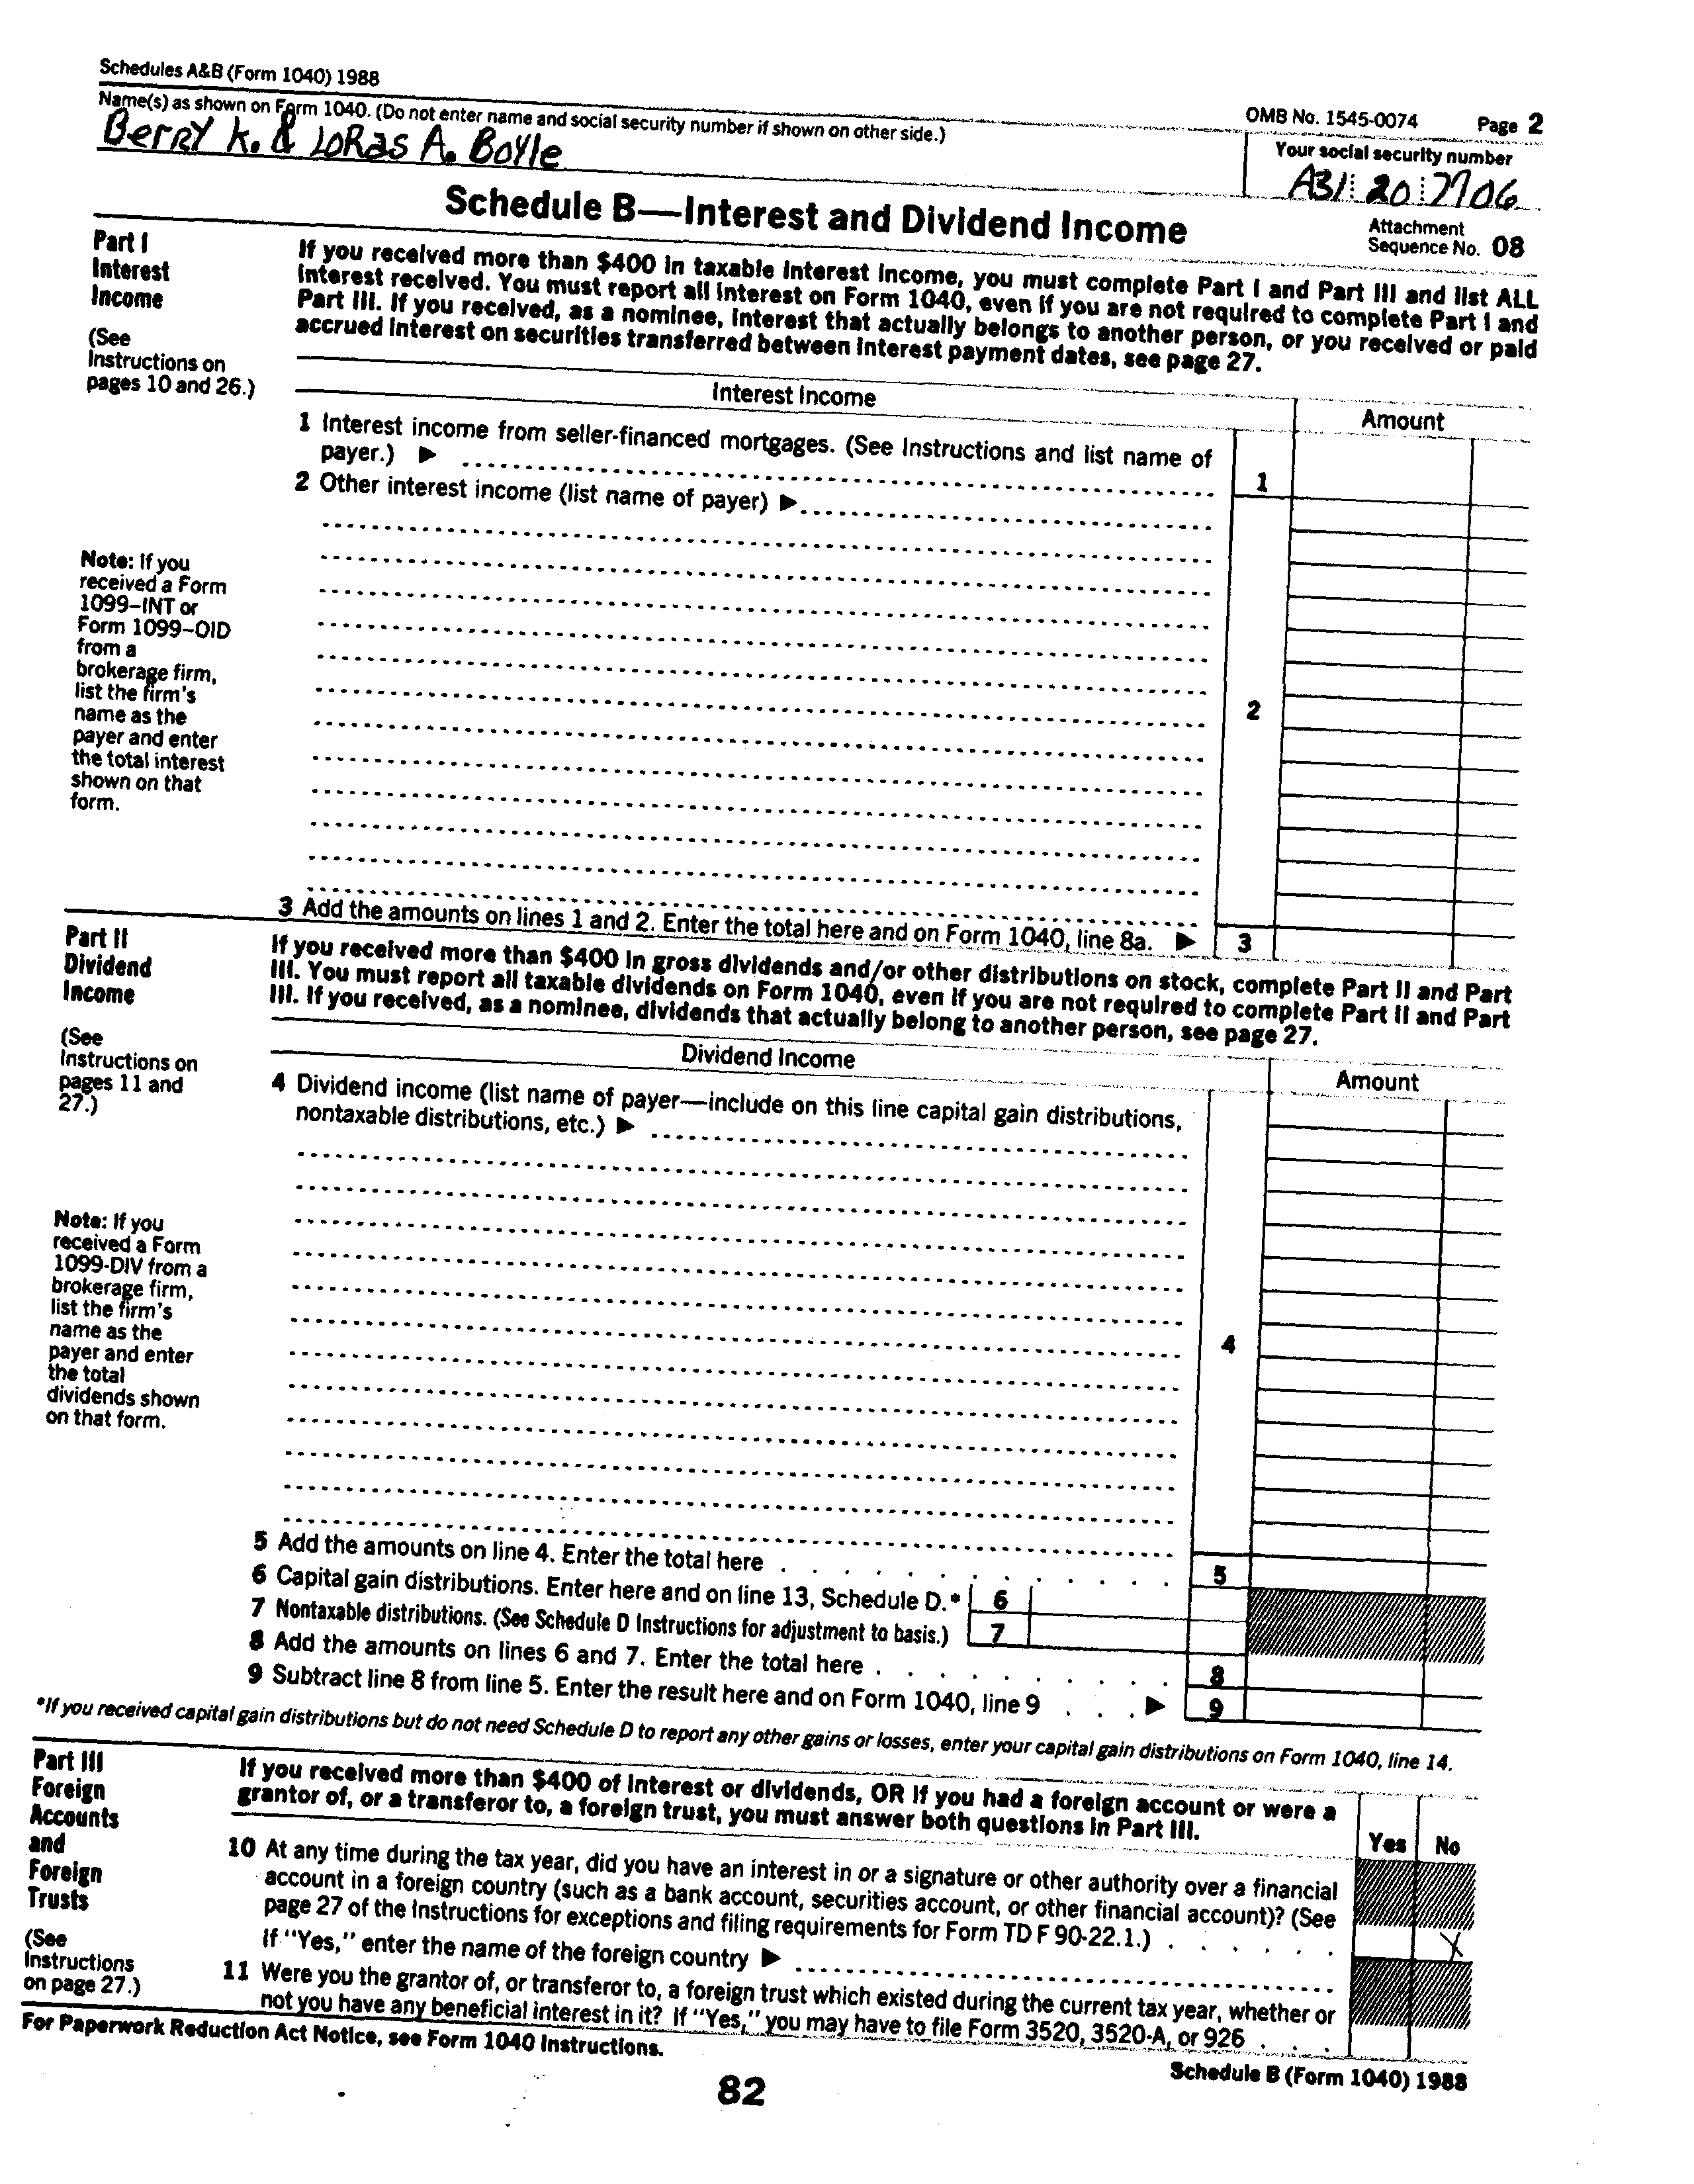 Schedules A&B (Form 1040) 1988
OMB No. 1545-0074 Page 2
Name(s) as shown on Form 1040. (Do not enter name and social security number if shown on other side.)
Your social security number
Berry K. & Loras A. Boyle
A31 20 7706
Schedule B—Interest and Dividend Income
Attachment
Sequence No. 08
Part I
Interest
Income
(See
Instructions on
pages 10 and 26.)
If you received more than $400 in taxable interest income, you must complete Part I and Part III and list ALL
interest received. You must report all interest on Form 1040, even if you are not required to complete Part I and
Part III. If you received, as a nominee, interest that actually belongs to another person, or you received or paid
accrued interest on securities transferred between interest payment dates, see page 27.
Interest Income
Amount
1 Interest income from seller-financed mortgages. (See Instructions and list name of
payer.) ▶
1
2 Other interest income (list name of payer) ▶
Note: If you
received a Form
1099–INT or
Form 1099–OID
from a
brokerage firm,
list the firm's
name as the
payer and enter
the total interest
shown on that
form.
2
3 Add the amounts on lines 1 and 2. Enter the total here and on Form 1040, line 8a. ▶ 3
Part II
Dividend
Income
(See
Instructions on
pages 11 and
27.)
If you received more than $400 in gross dividends and/or other distributions on stock, complete Part II and Part
III. You must report all taxable dividends on Form 1040, even if you are not required to complete Part II and Part
III. If you received, as a nominee, dividends that actually belong to another person, see page 27.
Dividend Income
Amount
4 Dividend income (list name of payer—include on this line capital gain distributions,
nontaxable distributions, etc.) ▶
Note: If you
received a Form
1099-DIV from a
brokerage firm,
list the firm's
name as the
payer and enter
the total
dividends shown
on that form.
4
5 Add the amounts on line 4. Enter the total here 5
6 Capital gain distributions. Enter here and on line 13, Schedule D.* 6
7 Nontaxable distributions. (See Schedule D Instructions for adjustment to basis.) 7
8 Add the amounts on lines 6 and 7. Enter the total here 8
9 Subtract line 8 from line 5. Enter the result here and on Form 1040, line 9 ▶ 9
*If you received capital gain distributions but do not need Schedule D to report any other gains or losses, enter your capital gain distributions on Form 1040, line 14.
Part III
Foreign
Accounts
and
Foreign
Trusts
(See
Instructions
on page 27.)
If you received more than $400 of interest or dividends, OR if you had a foreign account or were a
grantor of, or a transferor to, a foreign trust, you must answer both questions in Part III.
Yes No
10 At any time during the tax year, did you have an interest in or a signature or other authority over a financial
account in a foreign country (such as a bank account, securities account, or other financial account)? (See
page 27 of the Instructions for exceptions and filing requirements for Form TD F 90-22.1.) X
If "Yes," enter the name of the foreign country ▶
11 Were you the grantor of, or transferor to, a foreign trust which existed during the current tax year, whether or
not you have any beneficial interest in it? If "Yes," you may have to file Form 3520, 3520-A, or 926
For Paperwork Reduction Act Notice, see Form 1040 Instructions.
Schedule B (Form 1040) 1988
82